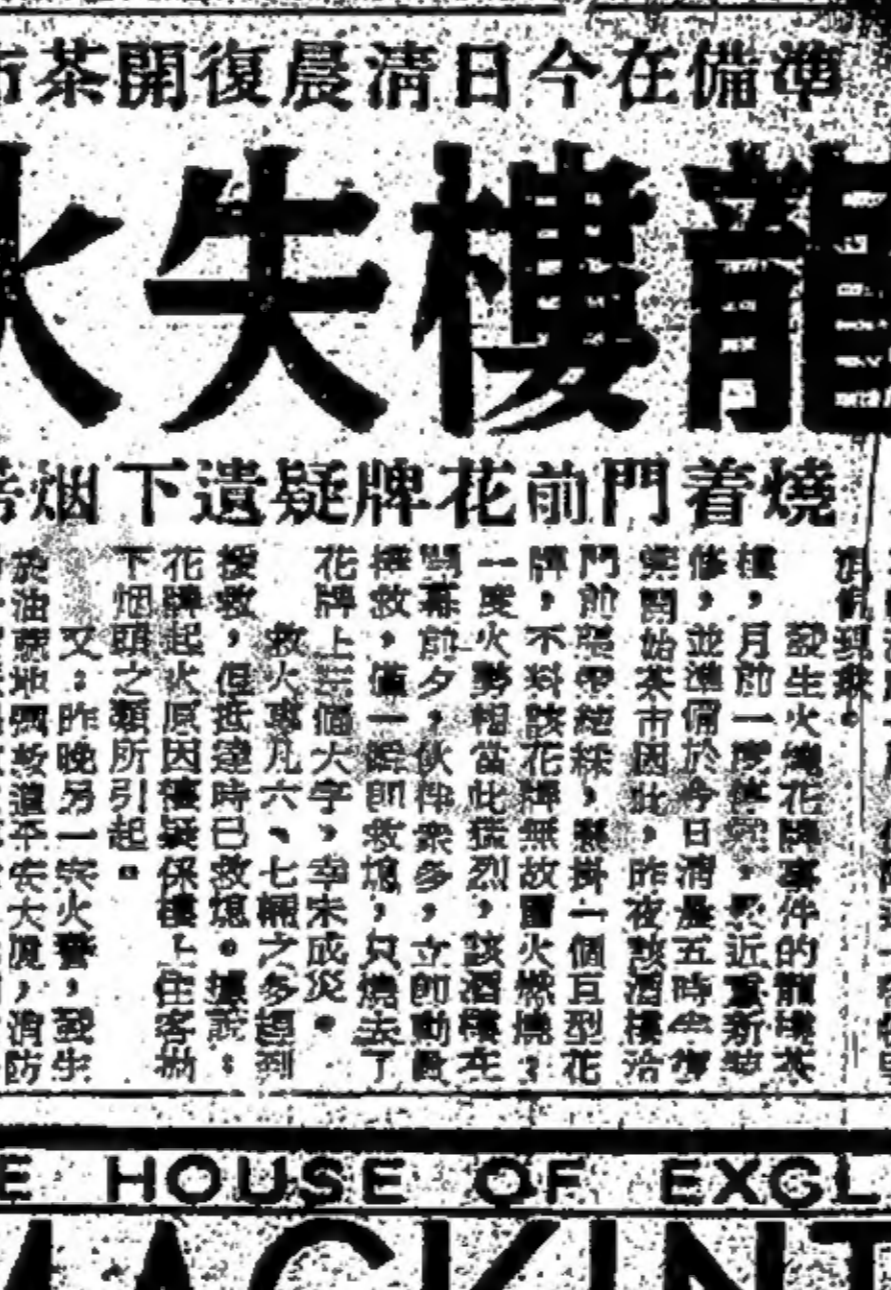 準備在今日清晨復開茶市
龍樓失火
燒着門前花牌疑遺下烟
發生火燭花牌事件的龍樓茶
樓,月前一度停業,最近重新裝
修,並準備於今日清晨五時半復
業開始茶市因此,昨夜該酒樓洽
門前張燈結綵,懸掛一個巨型花
牌,不料該花牌無故冒火燃燒,
一度火勢相當此猛烈,該酒樓在
開幕前夕,伙伴衆多,立即動手
撲救,僅一瞬即救熄,只燒去了
花牌上三個大字,幸未成災。
救火車凡六、七輛之多趕到
援救,但抵達時已救熄。據說:
花牌起火原因懷疑係樓上住客拋
下烟頭之類所引起。
又:昨晚另一宗火警,發生
於油蔴地 道平安大廈,消防
HOUSE OF EXCL
MACKINT